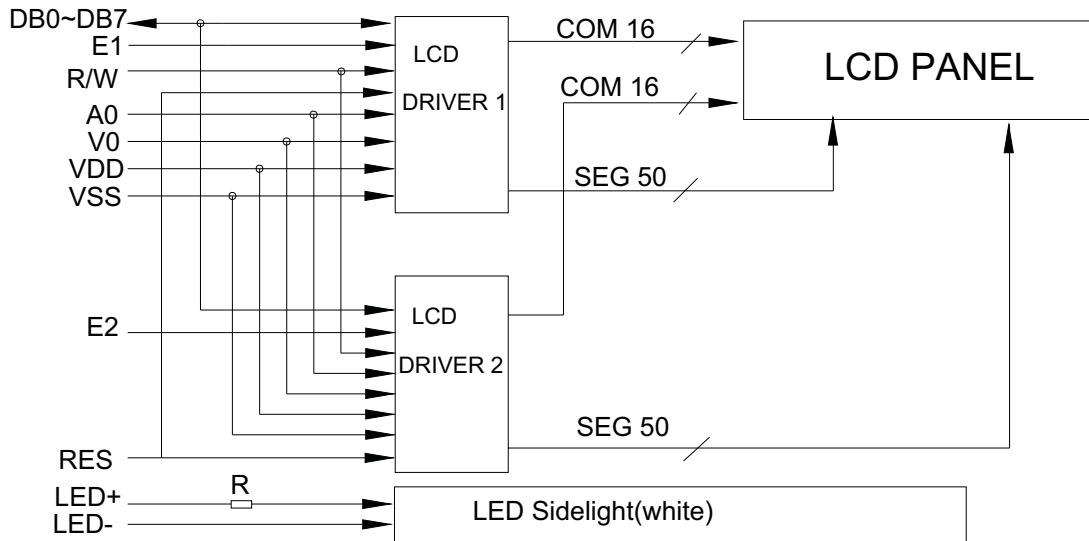 DB0~DB7
E1
R/W
A0
V0
VDD
VSS
LCD
DRIVER 1
COM 16
COM 16
SEG 50
LCD PANEL
E2
RES
LCD
DRIVER 2
SEG 50
LED+
R
LED-
LED Sidelight(white)